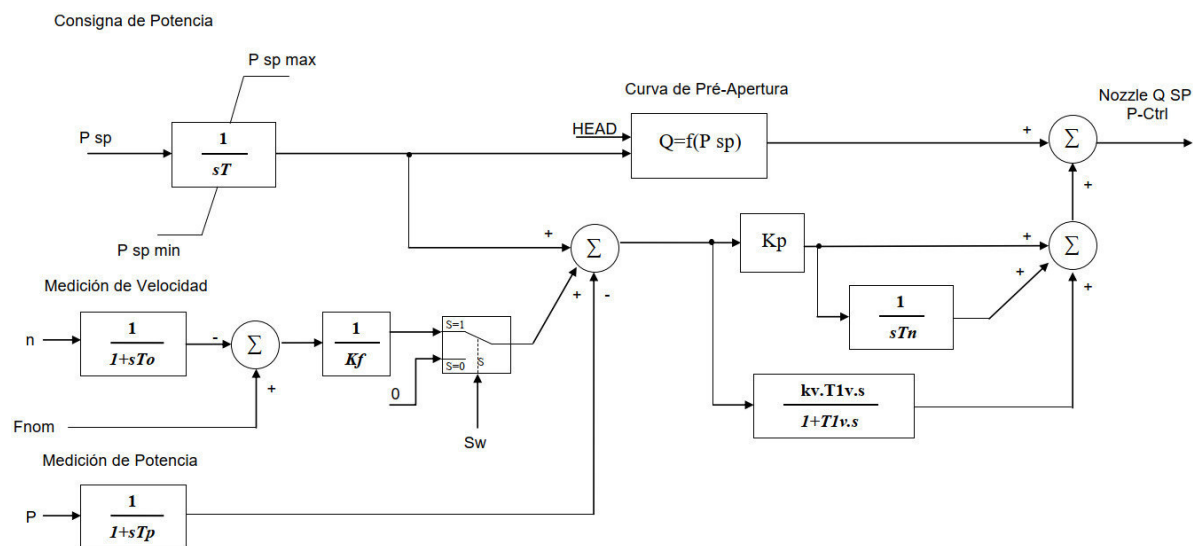 Consigna de Potencia
P sp max
Curva de Pré-Apertura
Nozzle Q SP
P-Ctrl
P sp
1
sT
HEAD
Q=f(P sp)
+
Σ
+
P sp min
+
Σ
Kp
+
Σ
Medición de Velocidad
+
-
+
+
n
1
1+sTo
-
Σ
1
Kf
S=1
S=0
S
1
sTn
+
0
kv.T1v.s
1+T1v.s
Fnom
Sw
Medición de Potencia
P
1
1+sTp